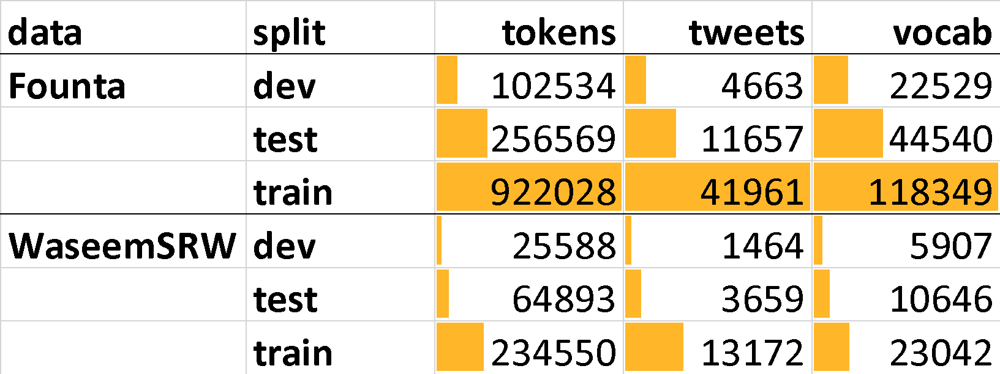 data split tokens tweets vocab
Founta dev 102534 4663 22529
test 256569 11657 44540
train 922028 41961 118349
WaseemSRW dev 25588 1464 5907
test 64893 3659 10646
train 234550 13172 23042